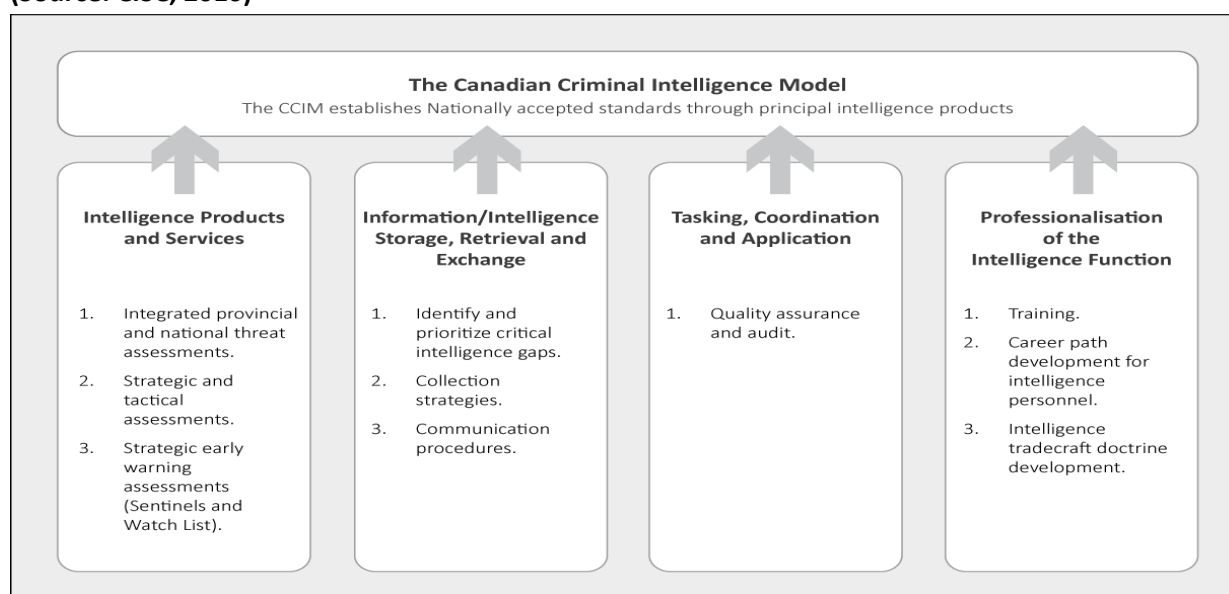 The Canadian Criminal Intelligence Model
The CCIM establishes Nationally accepted standards through principal intelligence products
Intelligence Products
and Services
1. Integrated provincial
and national threat
assessments.
2. Strategic and
tactical
assessments.
3. Strategic early
warning
assessments
(Sentinels and
Watch List).
Information/Intelligence
Storage, Retrieval and
Exchange
1. Identify and
prioritize critical
intelligence gaps.
2. Collection
strategies.
3. Communication
procedures.
Tasking, Coordination
and Application
1. Quality assurance
and audit.
Professionalisation
of the
Intelligence Function
1. Training.
2. Career path
development for
intelligence
personnel.
3. Intelligence
tradecraft doctrine
development.